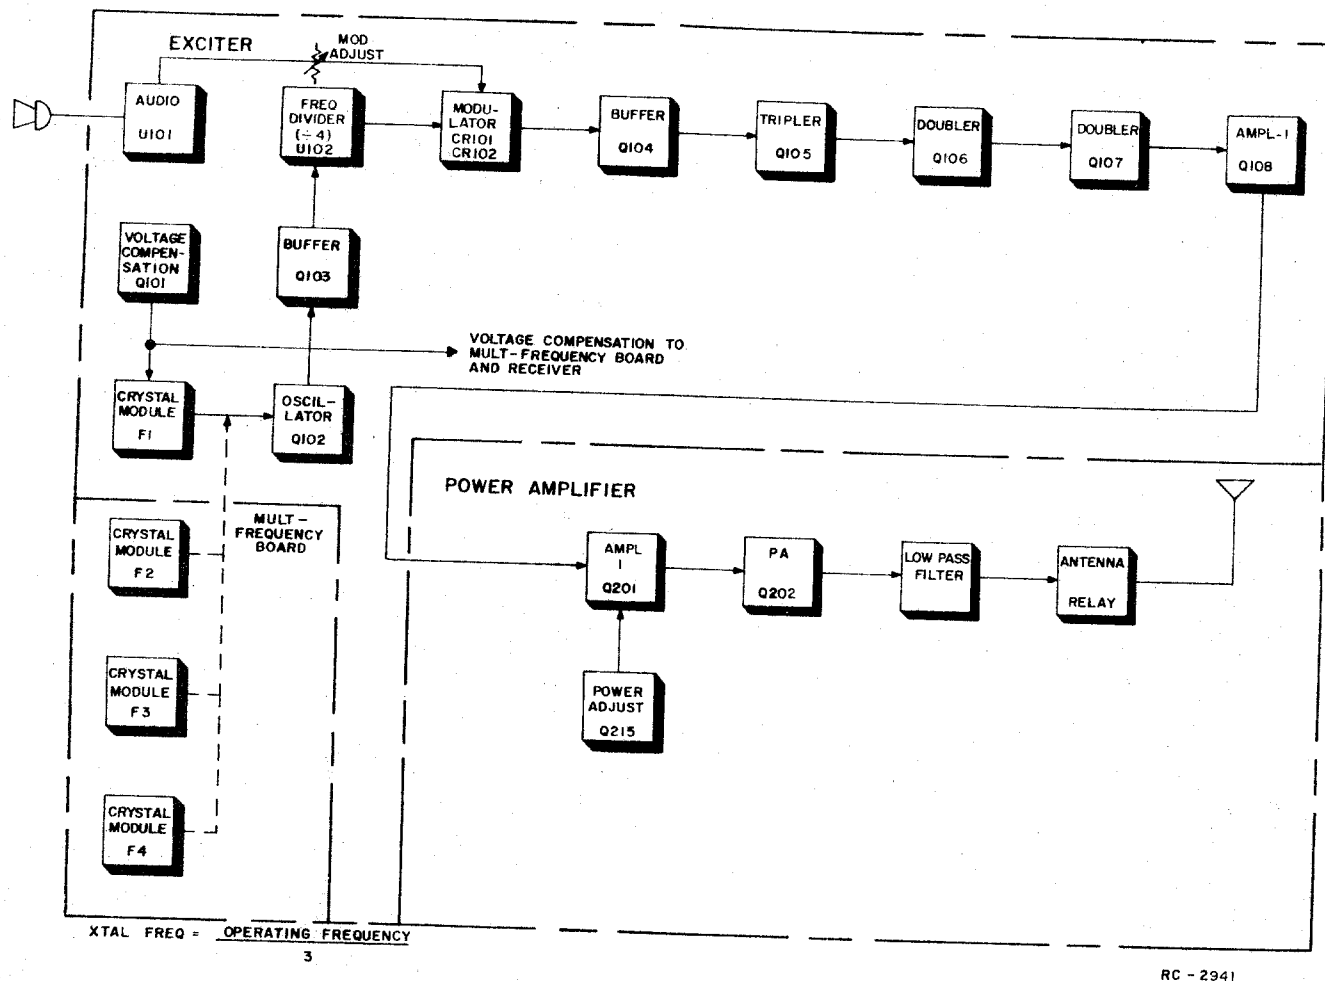 EXCITER
MOD
ADJUST
AUDIO
U101
FREQ
DIVIDER
(÷4)
U102
MODU-
LATOR
CR101
CR102
BUFFER
Q104
TRIPLER
Q105
DOUBLER
Q106
DOUBLER
Q107
AMPL-1
Q108
VOLTAGE
COMPEN-
SATION
Q101
BUFFER
Q103
VOLTAGE COMPENSATION TO
MULT-FREQUENCY BOARD
AND RECEIVER
CRYSTAL
MODULE
F1
OSCIL-
LATOR
Q102
MULT-
FREQUENCY
BOARD
CRYSTAL
MODULE
F2
CRYSTAL
MODULE
F3
CRYSTAL
MODULE
F4
POWER AMPLIFIER
AMPL
1
Q201
PA
Q202
LOW PASS
FILTER
ANTENNA
RELAY
POWER
ADJUST
Q215
XTAL FREQ = OPERATING FREQUENCY
3
RC-2941